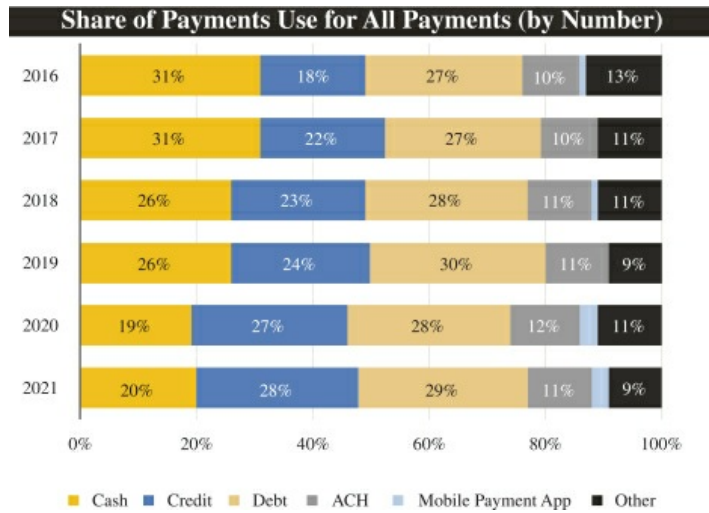 Share of Payments Use for All Payments (by Number)
2016 31% 18% 27% 10% 13%
2017 31% 22% 27% 10% 11%
2018 26% 23% 28% 11% 11%
2019 26% 24% 30% 11% 9%
2020 19% 27% 28% 12% 11%
2021 20% 28% 29% 11% 9%
0% 20% 40% 60% 80% 100%
Cash Credit Debt ACH Mobile Payment App Other